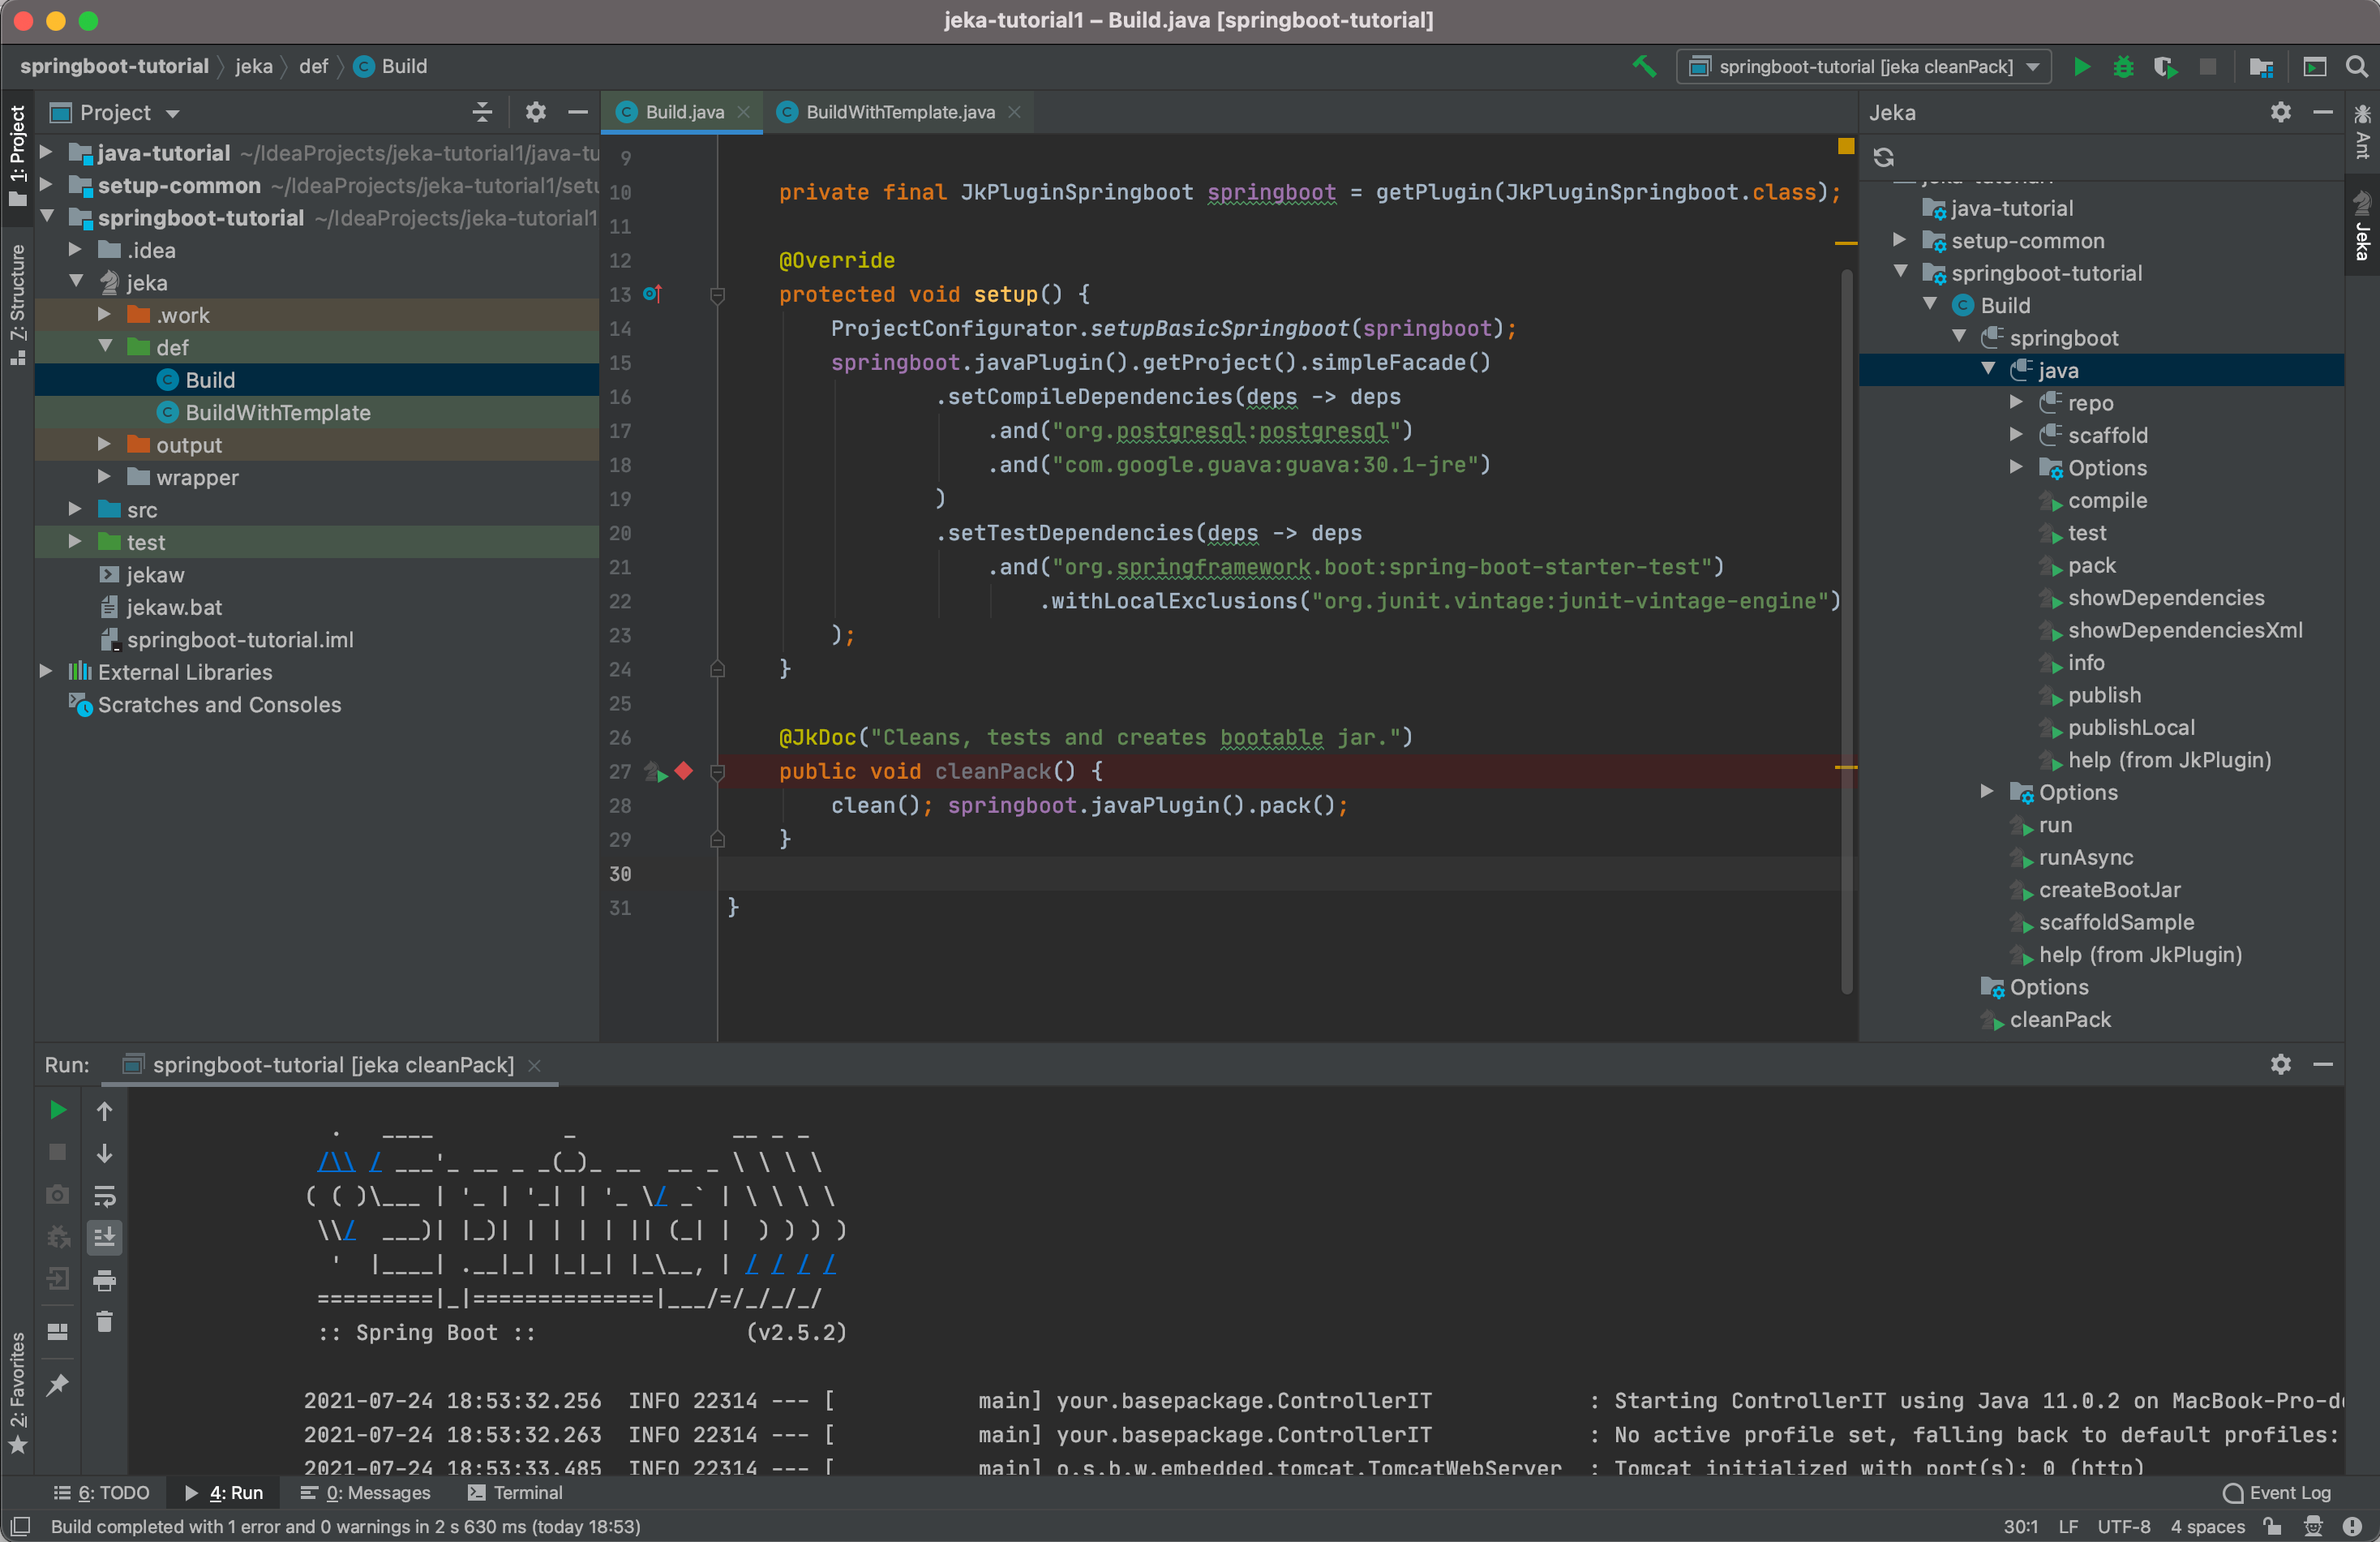 jeka-tutorial1 – Build.java [springboot-tutorial]
springboot-tutorial jeka def Build
springboot-tutorial [jeka cleanPack]
1: Project
7: Structure
2: Favorites
Project
java-tutorial ~/IdeaProjects/jeka-tutorial1/java-tu
setup-common ~/IdeaProjects/jeka-tutorial1/setu
springboot-tutorial ~/IdeaProjects/jeka-tutorial1
.idea
jeka
.work
def
Build
BuildWithTemplate
output
wrapper
src
test
jekaw
jekaw.bat
springboot-tutorial.iml
External Libraries
Scratches and Consoles
Build.java BuildWithTemplate.java
9
10 private final JkPluginSpringboot springboot = getPlugin(JkPluginSpringboot.class);
11
12 @Override
13 protected void setup() {
14 ProjectConfigurator.setupBasicSpringboot(springboot);
15 springboot.javaPlugin().getProject().simpleFacade()
16 .setCompileDependencies(deps -> deps
17 .and("org.postgresql:postgresql")
18 .and("com.google.guava:guava:30.1-jre")
19 )
20 .setTestDependencies(deps -> deps
21 .and("org.springframework.boot:spring-boot-starter-test")
22 .withLocalExclusions("org.junit.vintage:junit-vintage-engine")
23 );
24 }
25
26 @JkDoc("Cleans, tests and creates bootable jar.")
27 public void cleanPack() {
28 clean(); springboot.javaPlugin().pack();
29 }
30
31 }
Jeka
java-tutorial
setup-common
springboot-tutorial
Build
springboot
java
repo
scaffold
Options
compile
test
pack
showDependencies
showDependenciesXml
info
publish
publishLocal
help (from JkPlugin)
Options
run
runAsync
createBootJar
scaffoldSample
help (from JkPlugin)
Options
cleanPack
Ant
Jeka
Run: springboot-tutorial [jeka cleanPack]
  .   ____          _            __ _ _
 /\\ / ___'_ __ _ _(_)_ __  __ _ \ \ \ \
( ( )\___ | '_ | '_| | '_ \/ _` | \ \ \ \
 \\/  ___)| |_)| | | | | || (_| |  ) ) ) )
  '  |____| .__|_| |_|_| |_\__, | / / / /
 =========|_|==============|___/=/_/_/_/
 :: Spring Boot ::                (v2.5.2)
2021-07-24 18:53:32.256  INFO 22314 --- [           main] your.basepackage.ControllerIT            : Starting ControllerIT using Java 11.0.2 on MacBook-Pro-de
2021-07-24 18:53:32.263  INFO 22314 --- [           main] your.basepackage.ControllerIT            : No active profile set, falling back to default profiles:
2021-07-24 18:53:33.485  INFO 22314 --- [           main] o.s.b.w.embedded.tomcat.TomcatWebServer  : Tomcat initialized with port(s): 0 (http)
6: TODO 4: Run 0: Messages Terminal Event Log
Build completed with 1 error and 0 warnings in 2 s 630 ms (today 18:53) 30:1 LF UTF-8 4 spaces